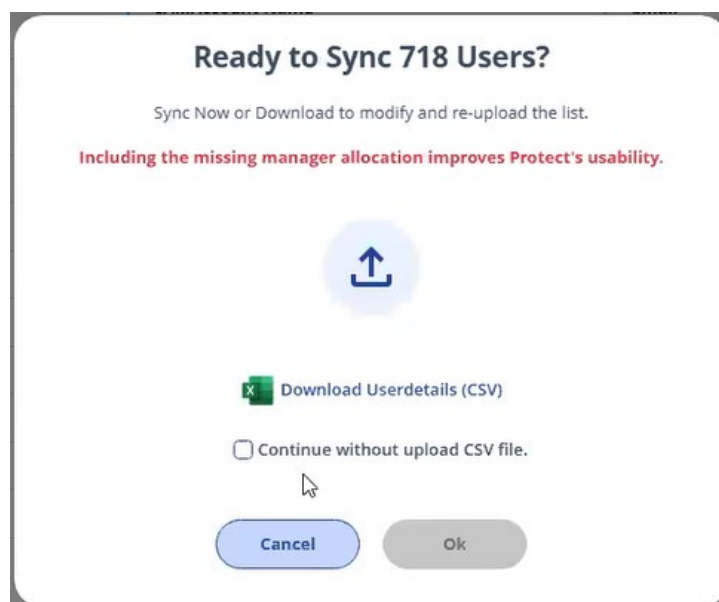 Ready to Sync 718 Users?
Sync Now or Download to modify and re-upload the list.
Including the missing manager allocation improves Protect's usability.
Download Userdetails (CSV)
Continue without upload CSV file.
Cancel
Ok